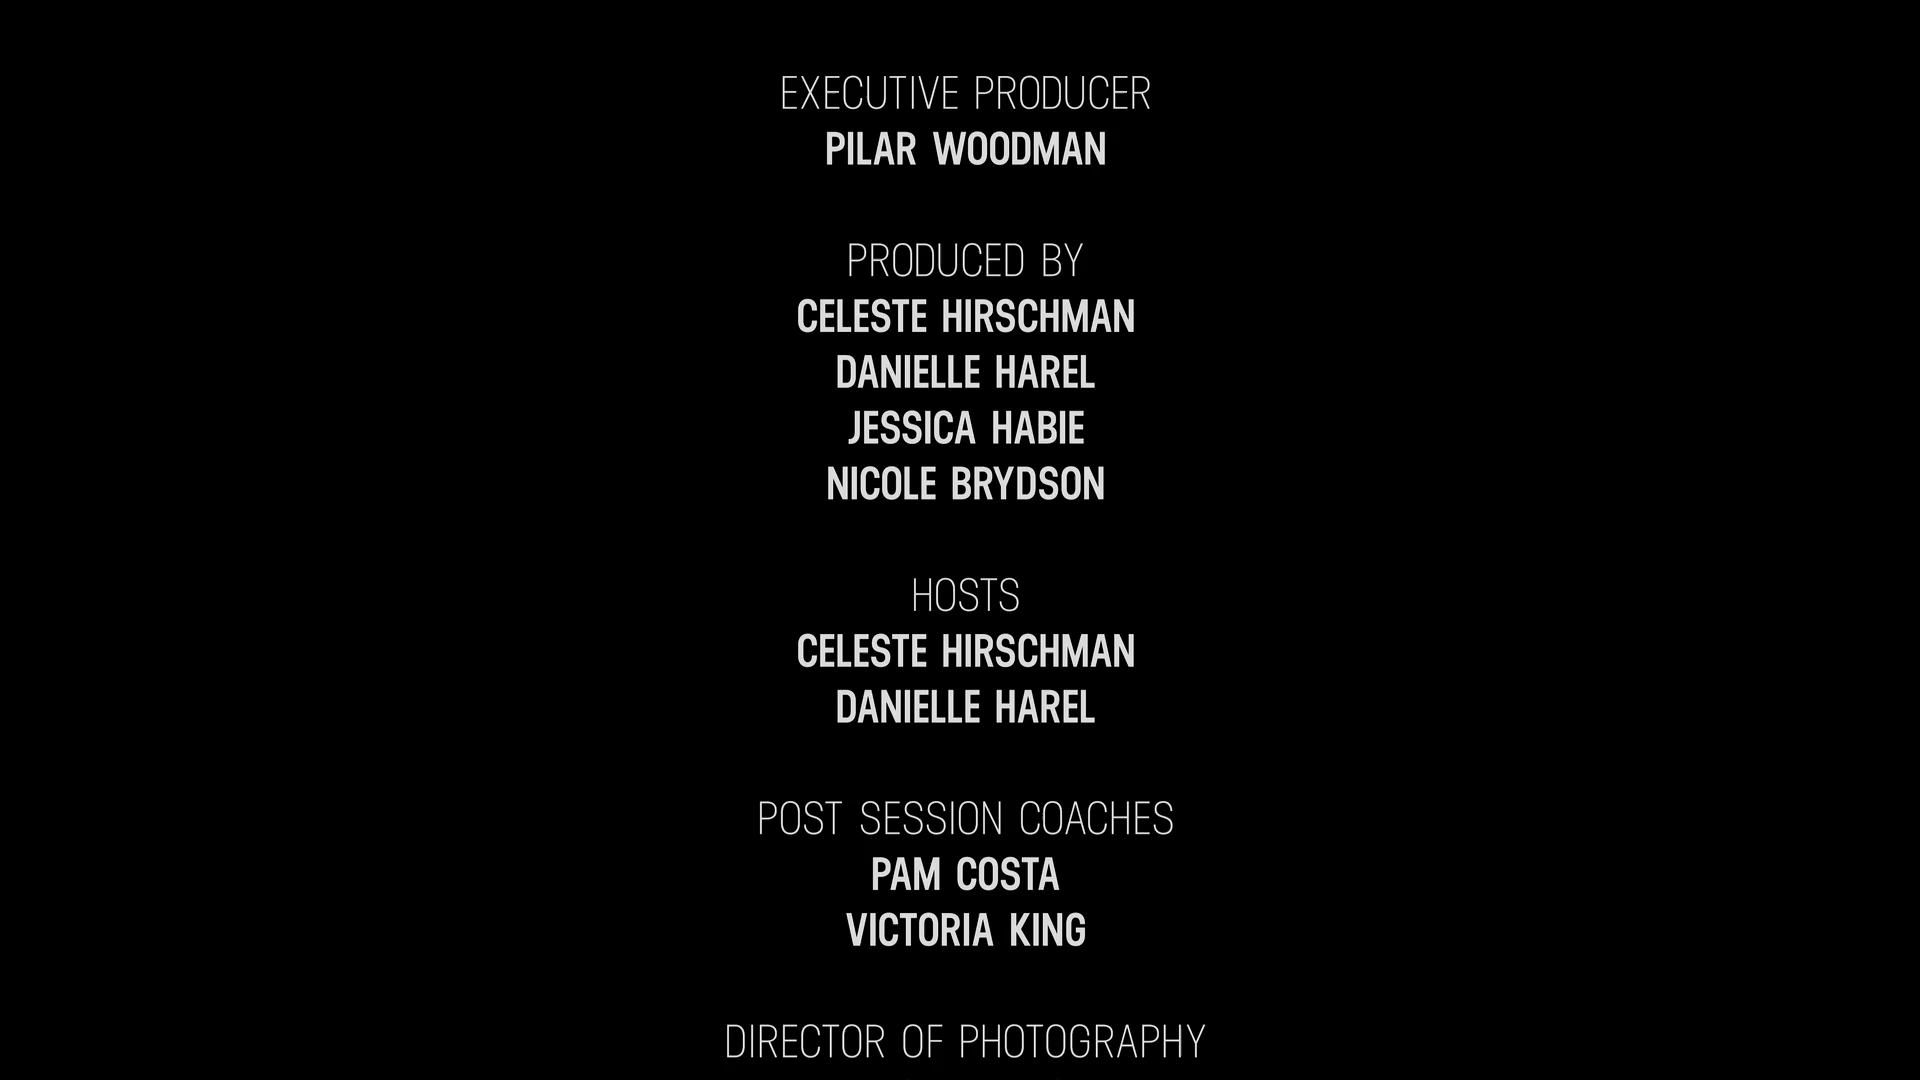 EXECUTIVE PRODUCER
PILAR WOODMAN
PRODUCED BY
CELESTE HIRSCHMAN
DANIELLE HAREL
JESSICA HABIE
NICOLE BRYDSON
HOSTS
CELESTE HIRSCHMAN
DANIELLE HAREL
POST SESSION COACHES
PAM COSTA
VICTORIA KING
DIRECTOR OF PHOTOGRAPHY